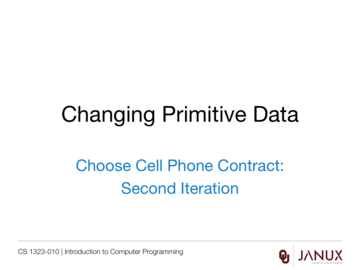 Changing Primitive Data
Choose Cell Phone Contract:
Second Iteration
CS 1323-010 | Introduction to Computer Programming
JANUX